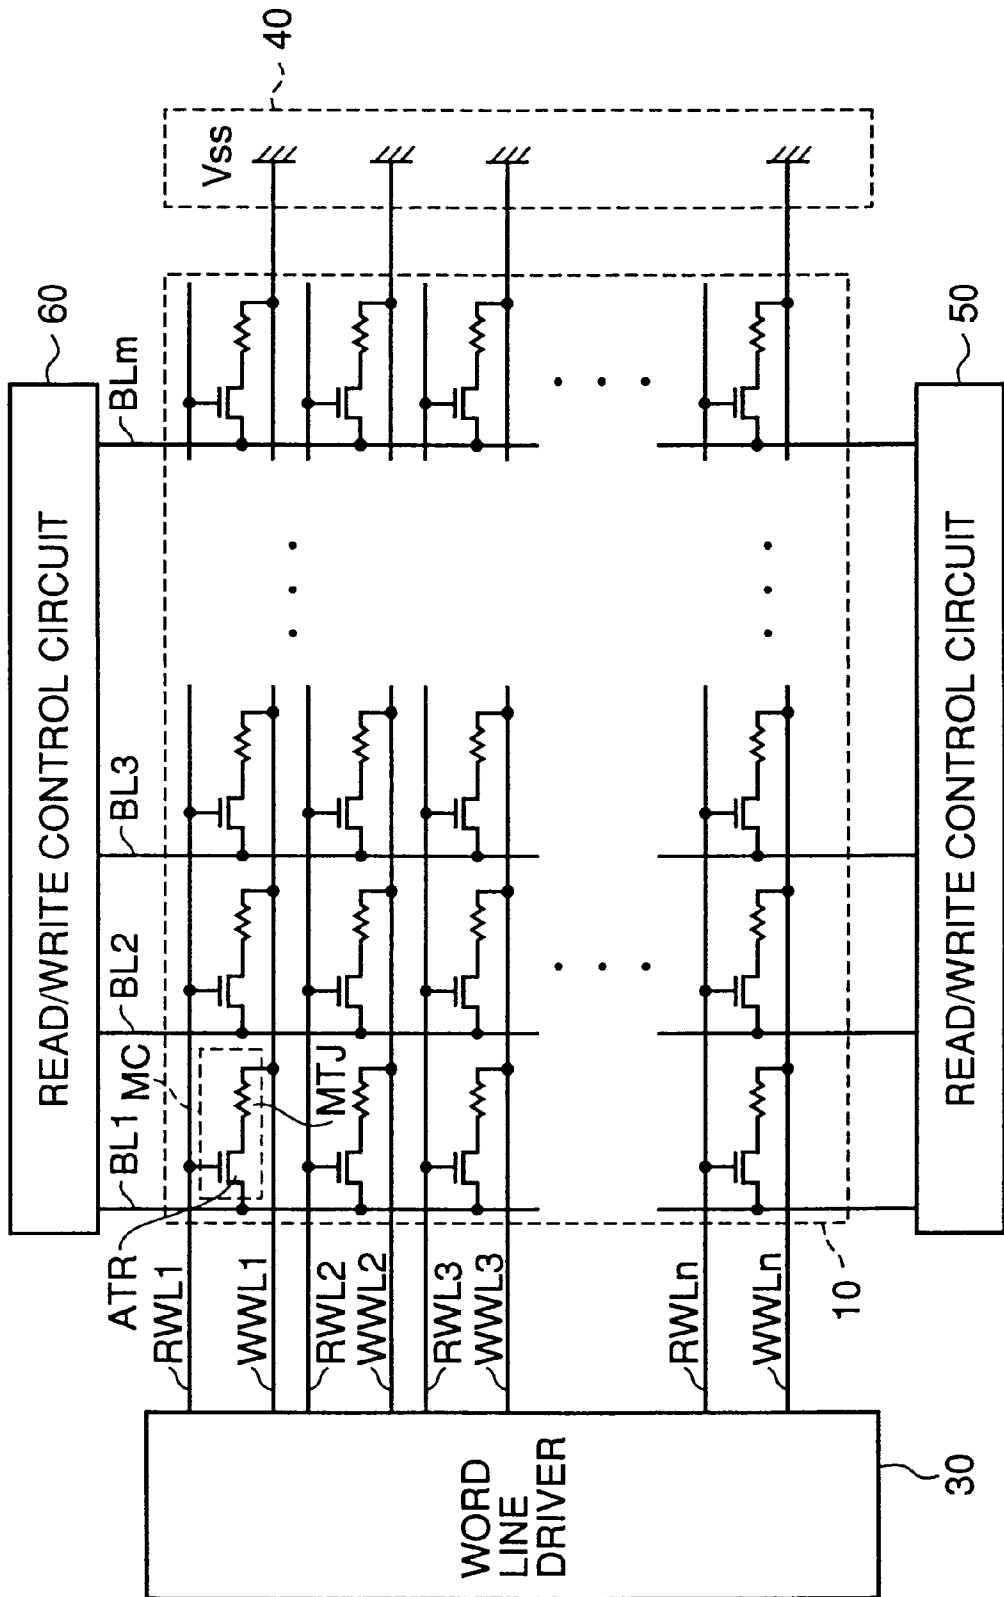 READ/WRITE CONTROL CIRCUIT
60
40
BL1
BL2
BL3
BLm
MC
Vss
ATR
RWL1
MTJ
WWL1
RWL2
WWL2
RWL3
WWL3
RWLn
WWLn
10
WORD
LINE
DRIVER
30
READ/WRITE CONTROL CIRCUIT
50